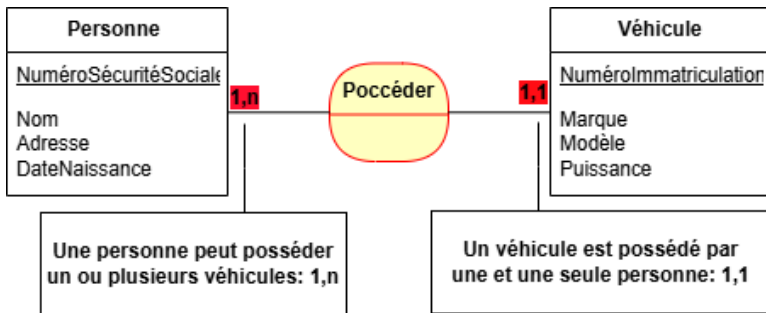 Personne
NuméroSécuritéSociale
Nom
Adresse
DateNaissance
1,n
Poccéder
1,1
Véhicule
NuméroImmatriculation
Marque
Modèle
Puissance
Une personne peut posséder
un ou plusieurs véhicules: 1,n
Un véhicule est possédé par
une et une seule personne: 1,1